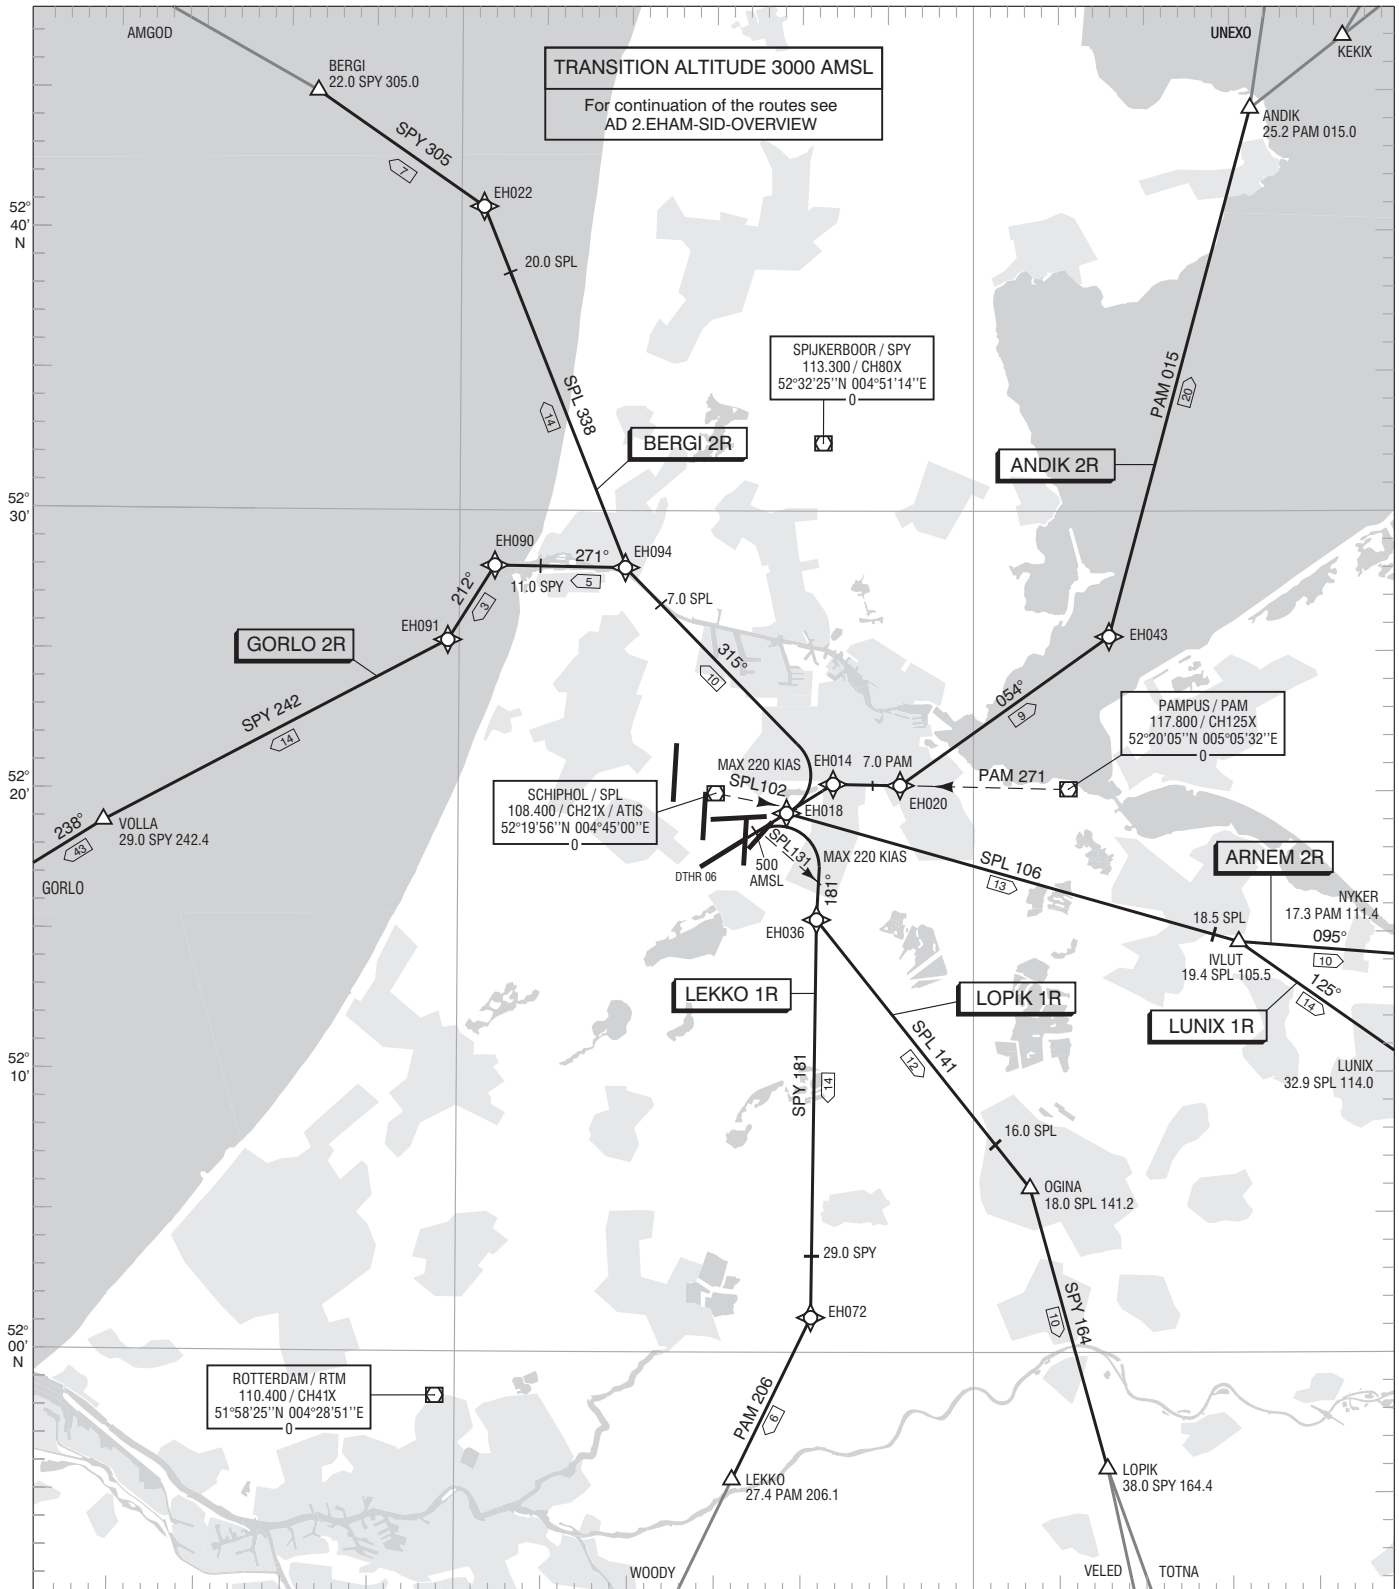 AMGOD
BERGI
22.0 SPY 305.0
TRANSITION ALTITUDE 3000 AMSL
For continuation of the routes see
AD 2.EHAM-SID-OVERVIEW
UNEXO
KEKIX
ANDIK
25.2 PAM 015.0
SPY 305
7
EH022
52°
40'
N
20.0 SPL
SPIJKERBOOR / SPY
113.300 / CH80X
52°32'25''N 004°51'14''E
0
PAM 015
20
SPL 338
14
BERGI 2R
ANDIK 2R
52°
30'
EH090
271°
EH094
11.0 SPY
5
212°
3
7.0 SPL
EH091
EH043
GORLO 2R
315°
10
SPY 242
14
054°
9
PAMPUS / PAM
117.800 / CH125X
52°20'05''N 005°05'32''E
0
MAX 220 KIAS
EH014
7.0 PAM
PAM 271
52°
20'
SPL102
EH020
SCHIPHOL / SPL
108.400 / CH21X / ATIS
52°19'56''N 004°45'00''E
0
EH018
238°
43
VOLLA
29.0 SPY 242.4
SPL131
MAX 220 KIAS
500
AMSL
DTHR 06
181°
SPL 106
13
ARNEM 2R
GORLO
NYKER
17.3 PAM 111.4
18.5 SPL
095°
10
EH036
IVLUT
19.4 SPL 105.5
125°
14
LEKKO 1R
LOPIK 1R
LUNIX 1R
SPL 141
12
52°
10'
SPY 181
14
LUNIX
32.9 SPL 114.0
16.0 SPL
OGINA
18.0 SPL 141.2
29.0 SPY
EH072
SPY 164
10
52°
00'
N
ROTTERDAM / RTM
110.400 / CH41X
51°58'25''N 004°28'51''E
0
PAM 206
6
LEKKO
27.4 PAM 206.1
LOPIK
38.0 SPY 164.4
WOODY
VELED
TOTNA